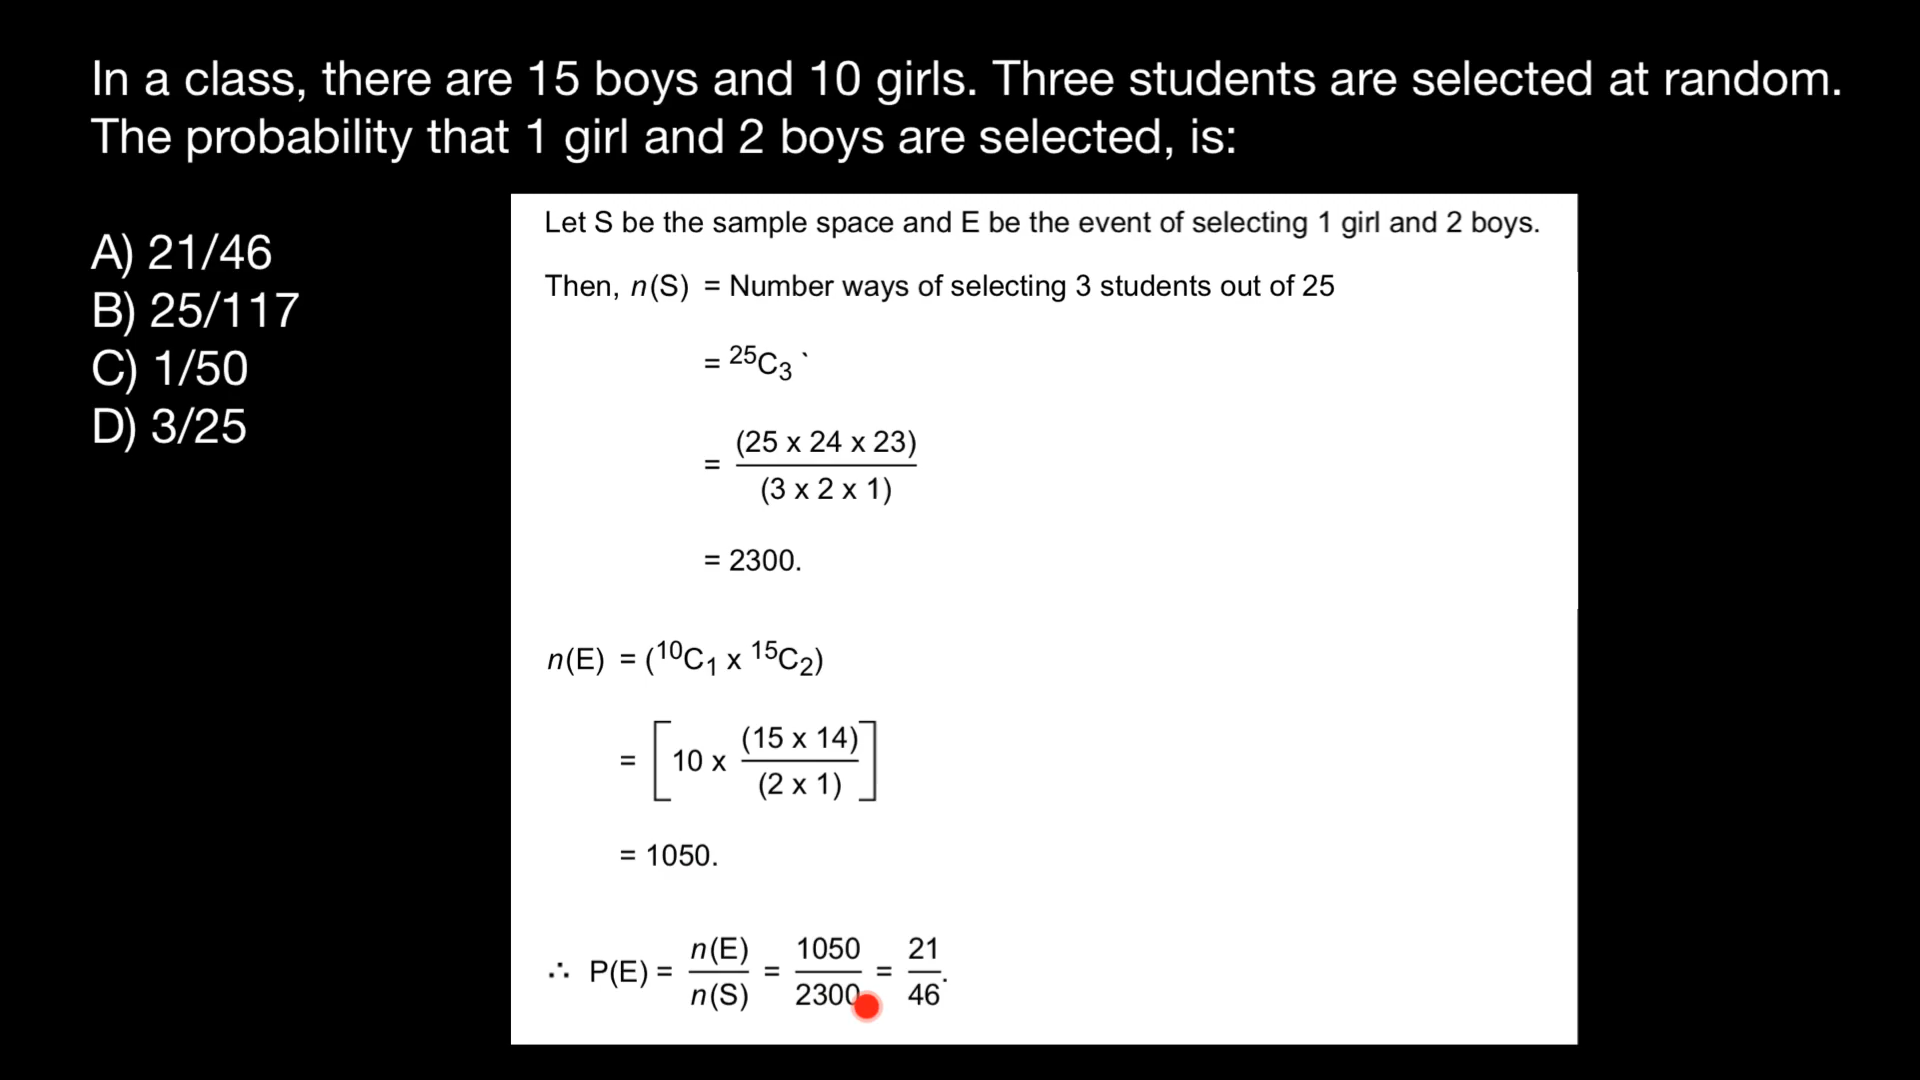 In a class, there are 15 boys and 10 girls. Three students are selected at random.
The probability that 1 girl and 2 boys are selected, is:
A) 21/46
B) 25/117
C) 1/50
D) 3/25
Let S be the sample space and E be the event of selecting 1 girl and 2 boys.
Then, n(S) = Number ways of selecting 3 students out of 25
= ²⁵C₃ `
= (25 x 24 x 23) / (3 x 2 x 1)
= 2300.
n(E) = (¹⁰C₁ x ¹⁵C₂)
= [10 x (15 x 14) / (2 x 1)]
= 1050.
∴ P(E) = n(E) / n(S) = 1050 / 2300 = 21 / 46.